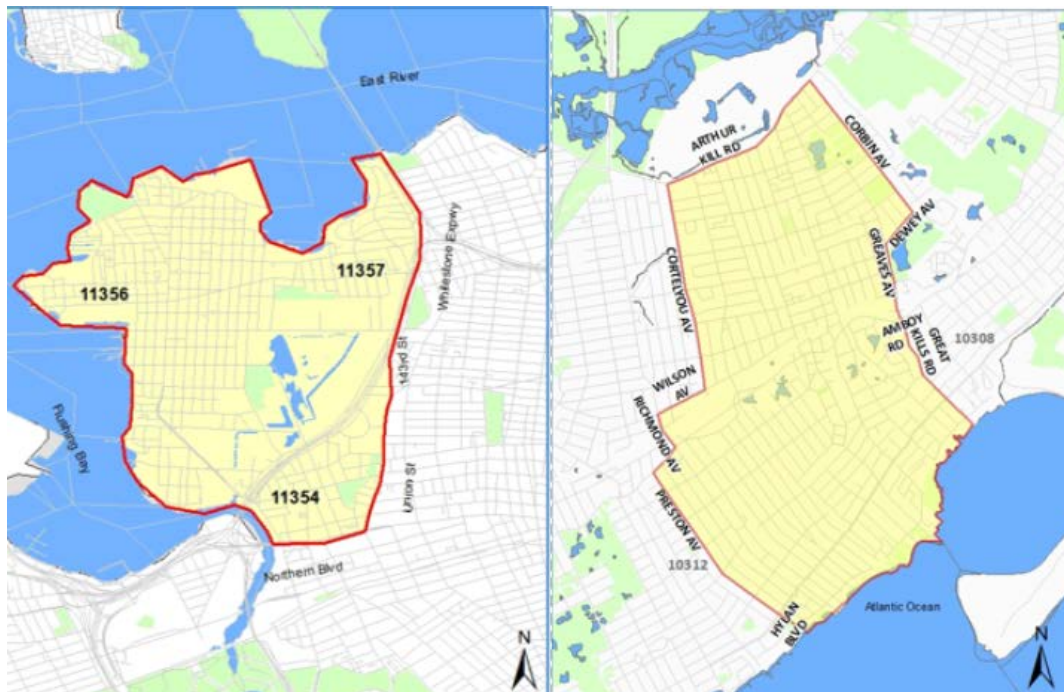 East River
11357
Whitestone Expwy
11356
143rd St
Flushing Bay
Union St
11354
Northern Blvd
N
ARTHUR
KILL RD
CORBIN AV
DEWEY AV
GREAVES AV
CORTELYOU AV
AMBOY
RD
GREAT
KILLS RD
10308
WILSON
AV
RICHMOND AV
PRESTON AV
10312
HYLAN
BLVD
Atlantic Ocean
N